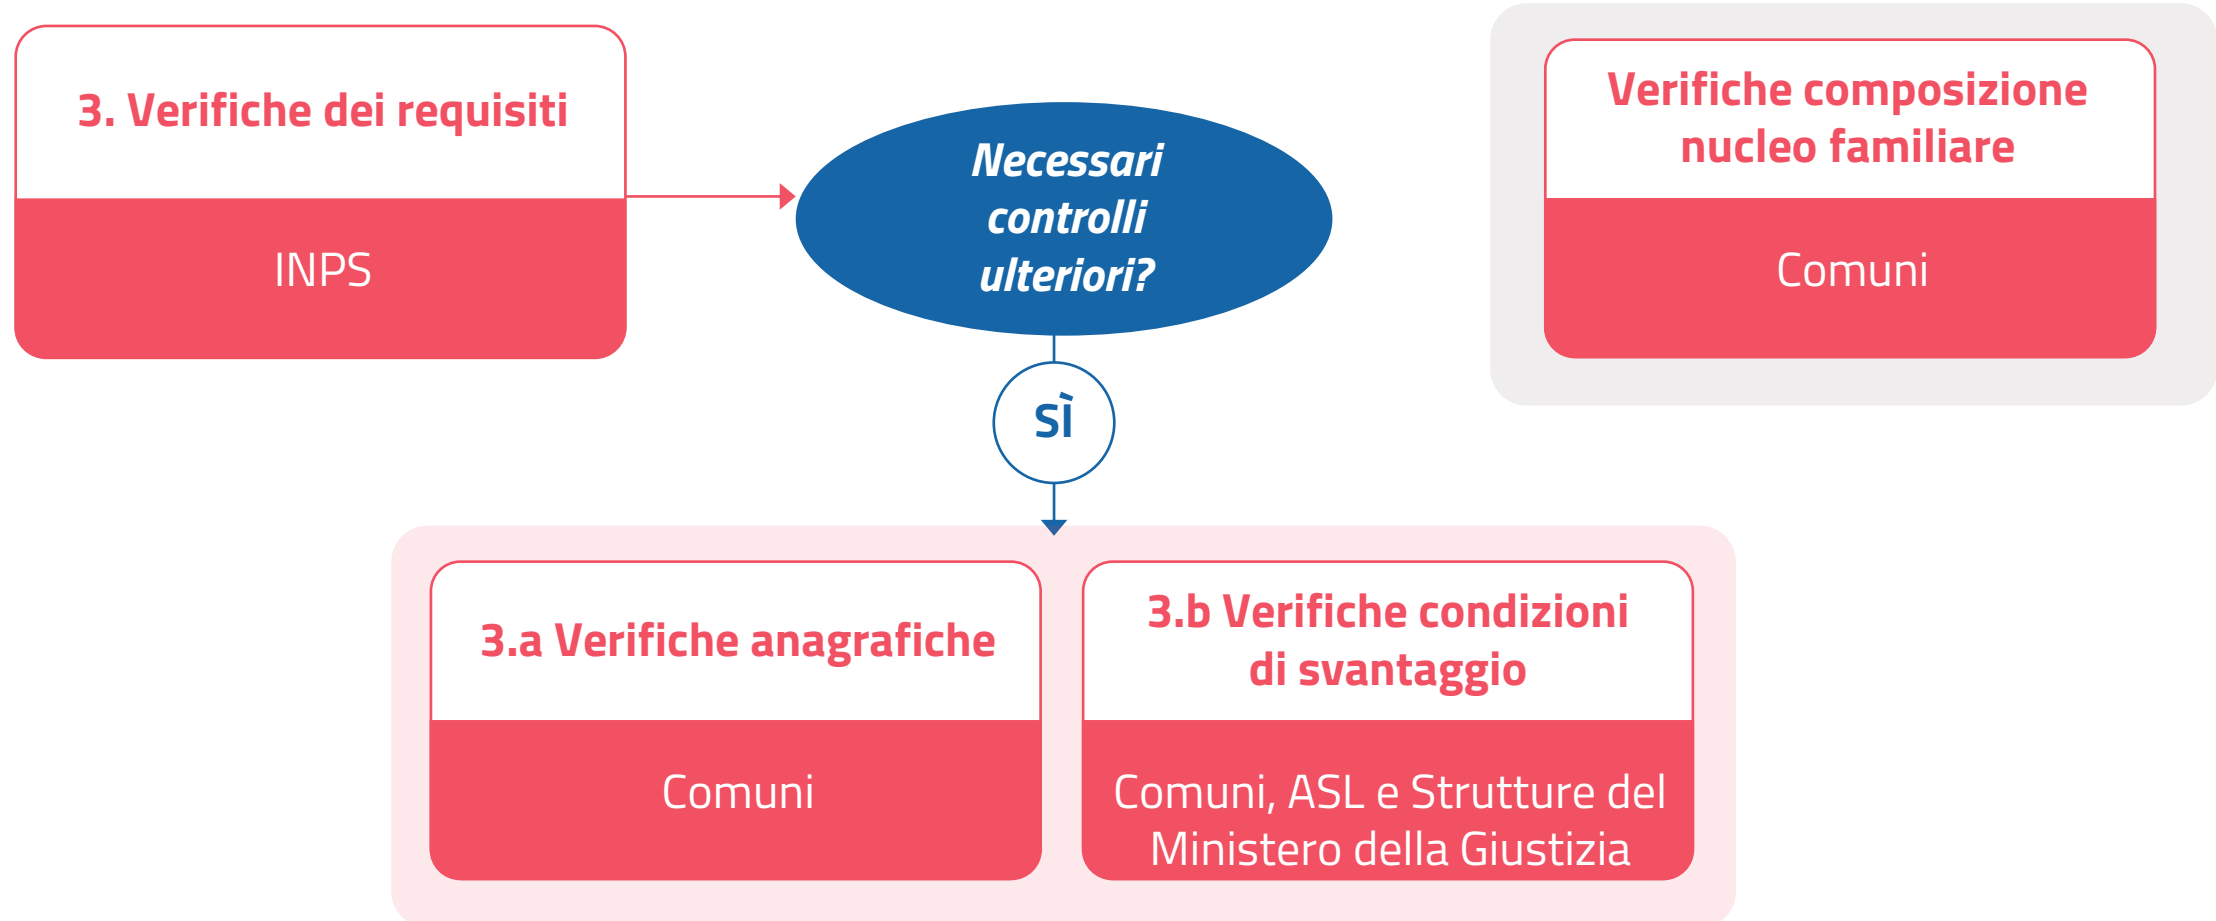 3. Verifiche dei requisiti
INPS
Necessari
controlli
ulteriori?
SÌ
Verifiche composizione
nucleo familiare
Comuni
3.a Verifiche anagrafiche
Comuni
3.b Verifiche condizioni
di svantaggio
Comuni, ASL e Strutture del
Ministero della Giustizia